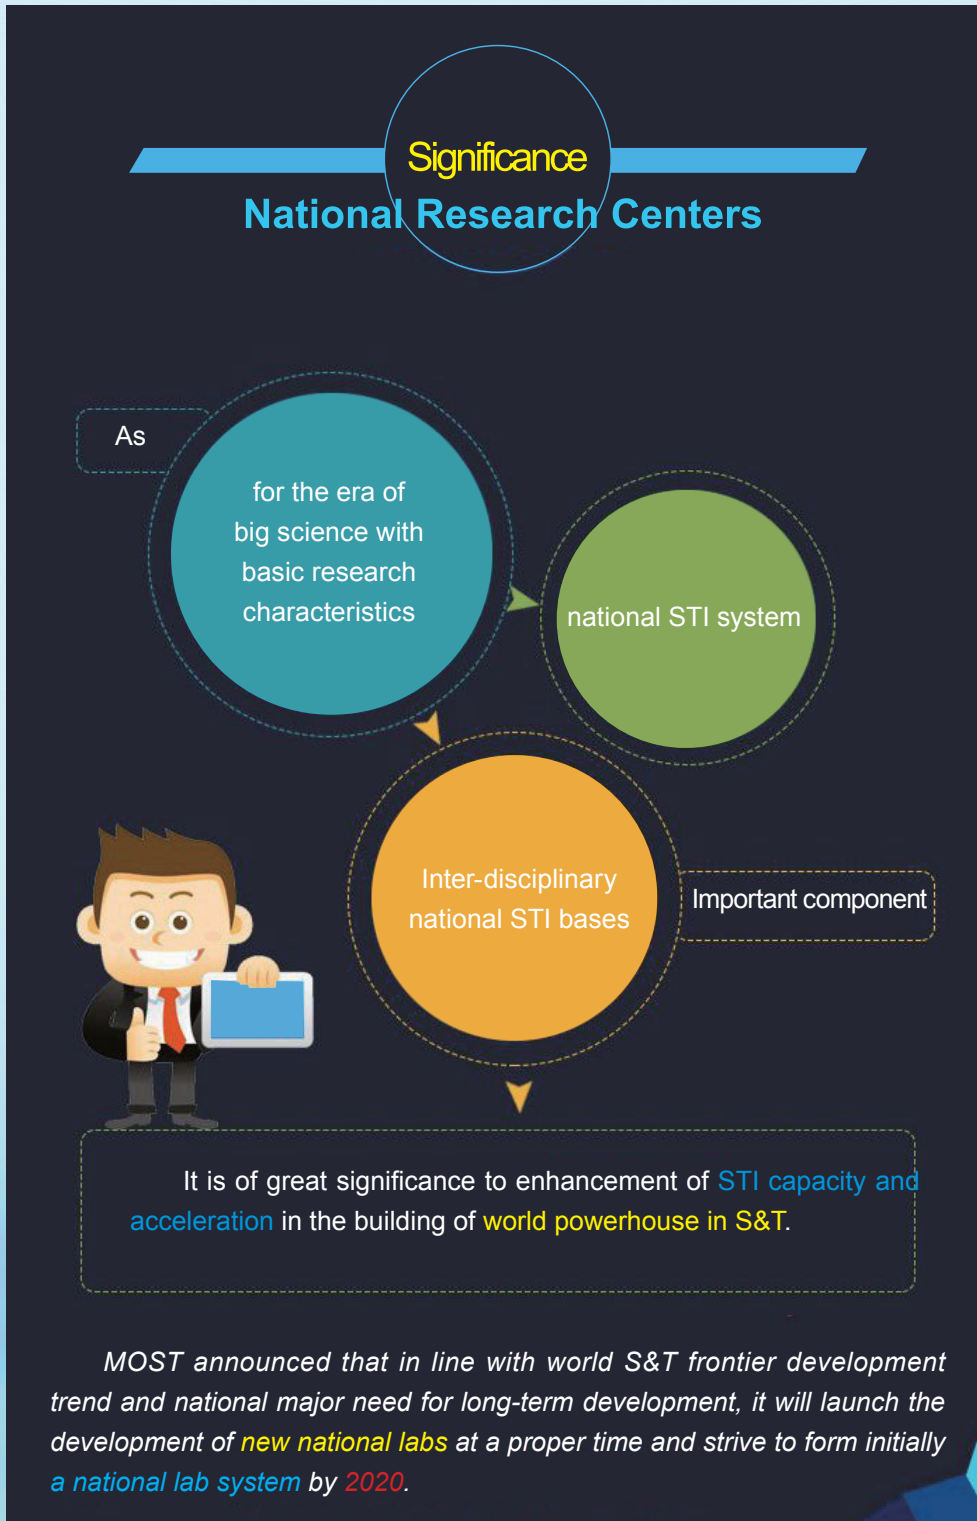 Significance
National Research Centers
As
for the era of
big science with
basic research
characteristics
national STI system
Inter-disciplinary
national STI bases
Important component
It is of great significance to enhancement of STI capacity and
acceleration in the building of world powerhouse in S&T.
MOST announced that in line with world S&T frontier development
trend and national major need for long-term development, it will launch the
development of new national labs at a proper time and strive to form initially
a national lab system by 2020.